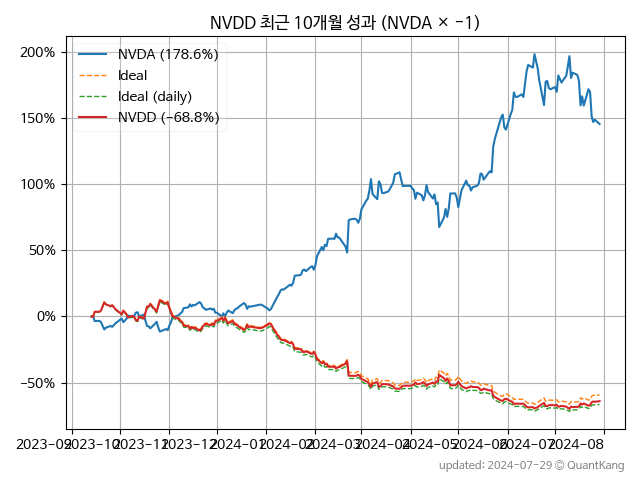 NVDD 최근 10개월 성과 (NVDA × −1)
200%
150%
100%
50%
0%
−50%
NVDA (178.6%)
Ideal
Ideal (daily)
NVDD (−68.8%)
2023−09 2023−10 2023−11 2023−12 2024−01 2024−02 2024−03 2024−04 2024−05 2024−06 2024−07 2024−08
updated: 2024−07−29 © QuantKang